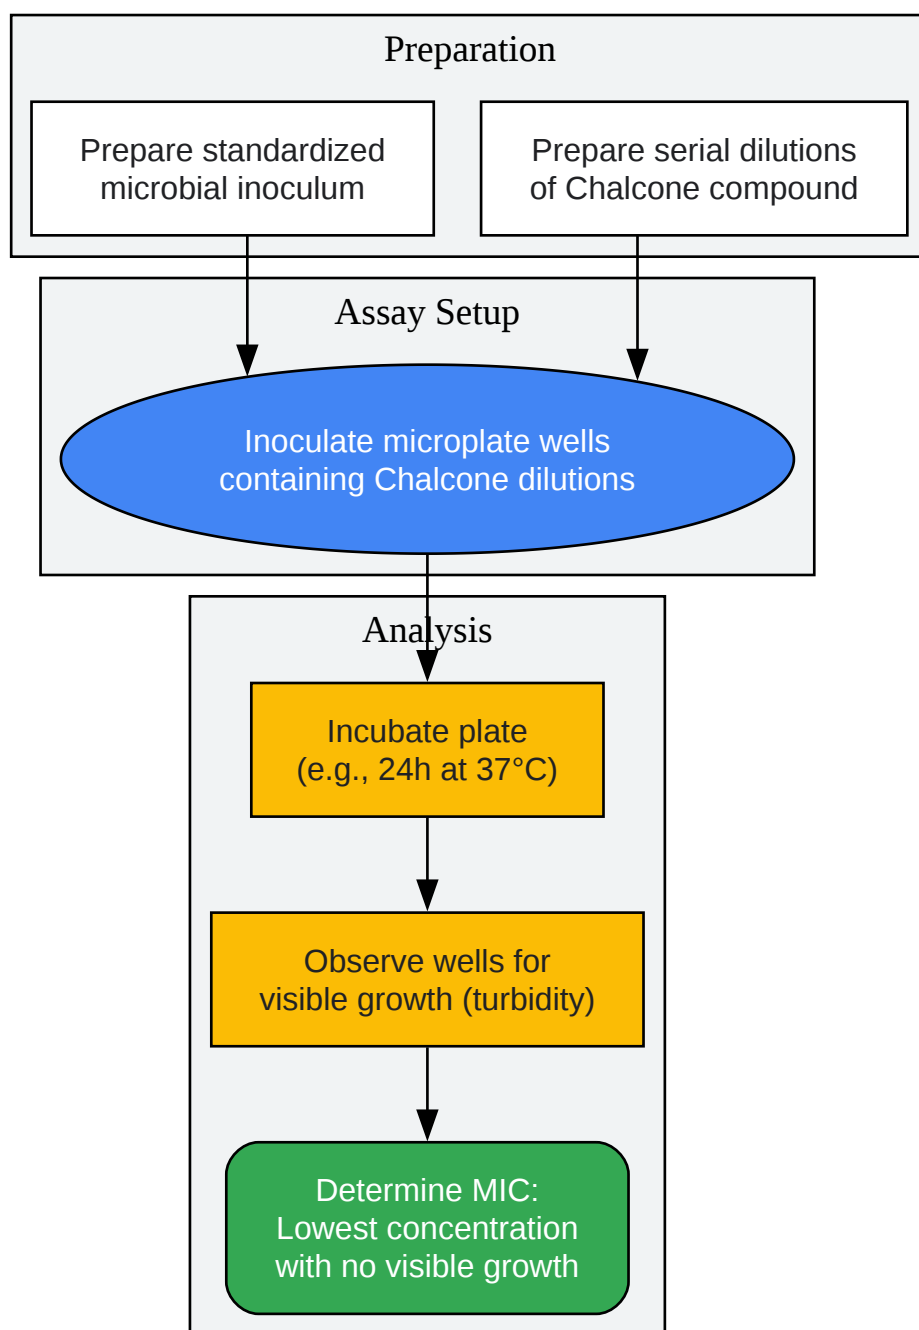 Preparation
Prepare standardized
microbial inoculum
Prepare serial dilutions
of Chalcone compound
Assay Setup
Inoculate microplate wells
containing Chalcone dilutions
Analysis
Incubate plate
(e.g., 24h at 37°C)
Observe wells for
visible growth (turbidity)
Determine MIC:
Lowest concentration
with no visible growth